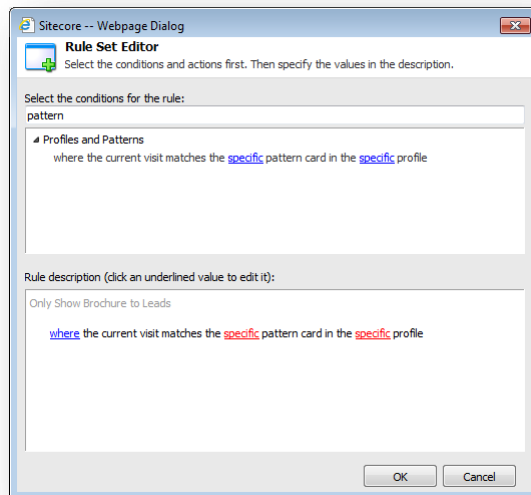 Sitecore -- Webpage Dialog
Rule Set Editor
Select the conditions and actions first. Then specify the values in the description.
Select the conditions for the rule:
pattern
Profiles and Patterns
where the current visit matches the specific pattern card in the specific profile
Rule description (click an underlined value to edit it):
Only Show Brochure to Leads
where the current visit matches the specific pattern card in the specific profile
OK Cancel